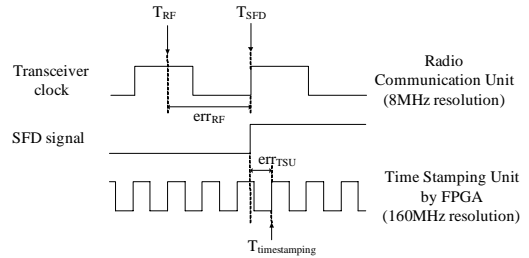 T_RF T_SFD
Transceiver clock
err_RF
Radio Communication Unit (8MHz resolution)
SFD signal
err_TSU
Time Stamping Unit by FPGA (160MHz resolution)
T_timestamping